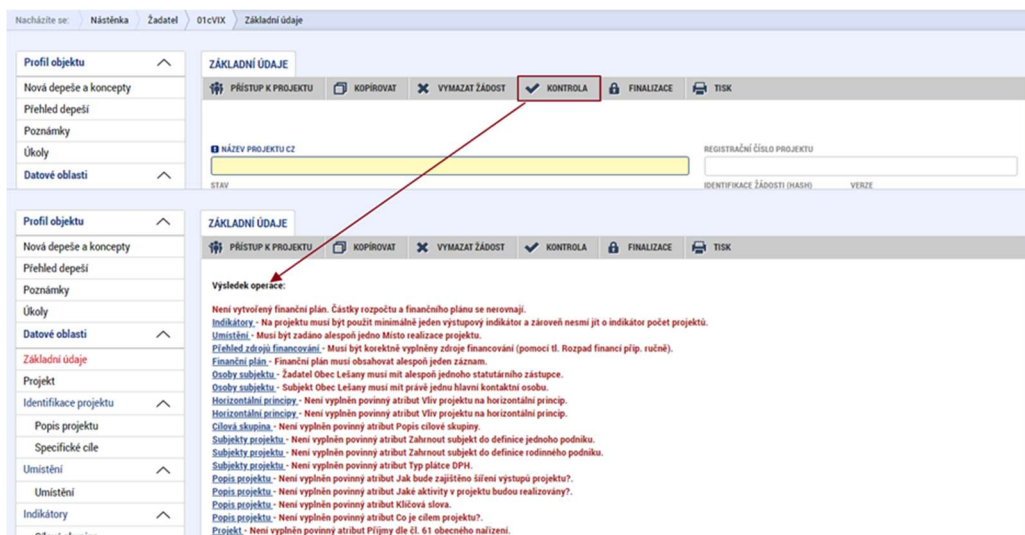 Nacházíte se: Nástěnka Žadatel 01cVIX Základní údaje
Profil objektu
Nová depeše a koncepty
Přehled depeší
Poznámky
Úkoly
Datové oblasti
ZÁKLADNÍ ÚDAJE
PŘÍSTUP K PROJEKTU KOPÍROVAT VYMAZAT ŽÁDOST KONTROLA FINALIZACE TISK
NÁZEV PROJEKTU CZ REGISTRAČNÍ ČÍSLO PROJEKTU
STAV IDENTIFIKACE ŽÁDOSTI (HASH) VERZE
Profil objektu
Nová depeše a koncepty
Přehled depeší
Poznámky
Úkoly
Datové oblasti
Základní údaje
Projekt
Identifikace projektu
Popis projektu
Specifické cíle
Umístění
Umístění
Indikátory
ZÁKLADNÍ ÚDAJE
PŘÍSTUP K PROJEKTU KOPÍROVAT VYMAZAT ŽÁDOST KONTROLA FINALIZACE TISK
Výsledek operace:
Není vytvořený finanční plán. Částky rozpočtu a finančního plánu se nerovnají.
Indikátory - Na projektu musí být použit minimálně jeden výstupový indikátor a zároveň nesmí jít o indikátor počet projektů.
Umístění - Musí být zadáno alespoň jedno Místo realizace projektu.
Přehled zdrojů financování - Musí být korektně vyplněny zdroje financování (pomocí tl. Rozpad financí příp. ručně).
Finanční plán - Finanční plán musí obsahovat alespoň jeden záznam.
Osoby subjektu - Žadatel Obec Lešany musí mít alespoň jednoho statutárního zástupce.
Osoby subjektu - Subjekt Obec Lešany musí mít právě jednu hlavní kontaktní osobu.
Horizontální principy - Není vyplněn povinný atribut Vliv projektu na horizontální princip.
Horizontální principy - Není vyplněn povinný atribut Vliv projektu na horizontální princip.
Cílová skupina - Není vyplněn povinný atribut Popis cílové skupiny.
Subjekty projektu - Není vyplněn povinný atribut Zahrnout subjekt do definice jednoho podniku.
Subjekty projektu - Není vyplněn povinný atribut Zahrnout subjekt do definice rodinného podniku.
Subjekty projektu - Není vyplněn povinný atribut Typ plátce DPH.
Popis projektu - Není vyplněn povinný atribut Jak bude zajištěno šíření výstupů projektu?.
Popis projektu - Není vyplněn povinný atribut Jaké aktivity v projektu budou realizovány?.
Popis projektu - Není vyplněn povinný atribut Klíčová slova.
Popis projektu - Není vyplněn povinný atribut Co je cílem projektu?.
Projekt - Není vyplněn povinný atribut Příjmy dle čl. 61 obecného nařízení.